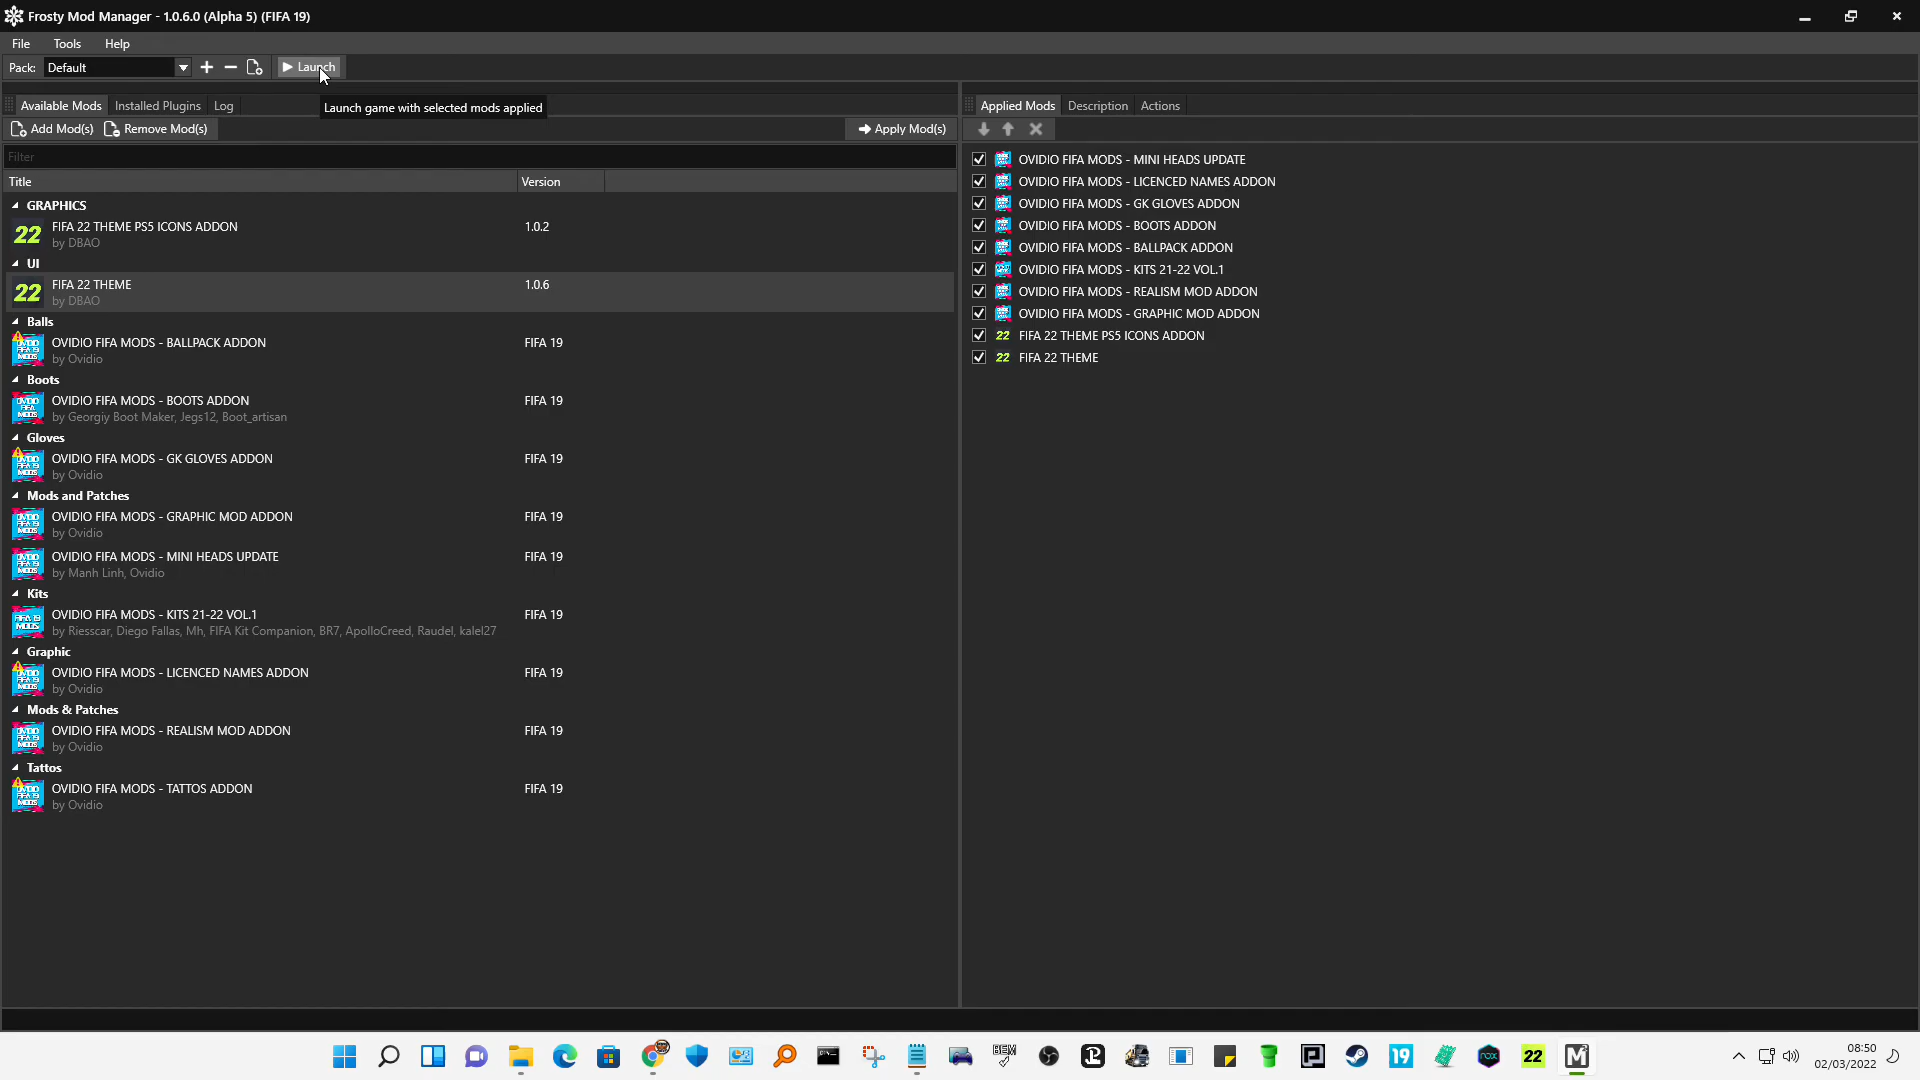 Frosty Mod Manager - 1.0.6.0 (Alpha 5) (FIFA 19)
File Tools Help
Pack: Default Launch
Launch game with selected mods applied
Available Mods Installed Plugins Log
Add Mod(s) Remove Mod(s) Apply Mod(s)
Filter
Title Version
GRAPHICS
FIFA 22 THEME PS5 ICONS ADDON 1.0.2
by DBAO
UI
FIFA 22 THEME 1.0.6
by DBAO
Balls
OVIDIO FIFA MODS - BALLPACK ADDON FIFA 19
by Ovidio
Boots
OVIDIO FIFA MODS - BOOTS ADDON FIFA 19
by Georgiy Boot Maker, Jegs12, Boot_artisan
Gloves
OVIDIO FIFA MODS - GK GLOVES ADDON FIFA 19
by Ovidio
Mods and Patches
OVIDIO FIFA MODS - GRAPHIC MOD ADDON FIFA 19
by Ovidio
OVIDIO FIFA MODS - MINI HEADS UPDATE FIFA 19
by Manh Linh, Ovidio
Kits
OVIDIO FIFA MODS - KITS 21-22 VOL.1 FIFA 19
by Riesscar, Diego Fallas, Mh, FIFA Kit Companion, BR7, ApolloCreed, Raudel, kalel27
Graphic
OVIDIO FIFA MODS - LICENCED NAMES ADDON FIFA 19
by Ovidio
Mods & Patches
OVIDIO FIFA MODS - REALISM MOD ADDON FIFA 19
by Ovidio
Tattos
OVIDIO FIFA MODS - TATTOS ADDON FIFA 19
by Ovidio
Applied Mods Description Actions
OVIDIO FIFA MODS - MINI HEADS UPDATE
OVIDIO FIFA MODS - LICENCED NAMES ADDON
OVIDIO FIFA MODS - GK GLOVES ADDON
OVIDIO FIFA MODS - BOOTS ADDON
OVIDIO FIFA MODS - BALLPACK ADDON
OVIDIO FIFA MODS - KITS 21-22 VOL.1
OVIDIO FIFA MODS - REALISM MOD ADDON
OVIDIO FIFA MODS - GRAPHIC MOD ADDON
22 FIFA 22 THEME PS5 ICONS ADDON
22 FIFA 22 THEME
08:50
02/03/2022